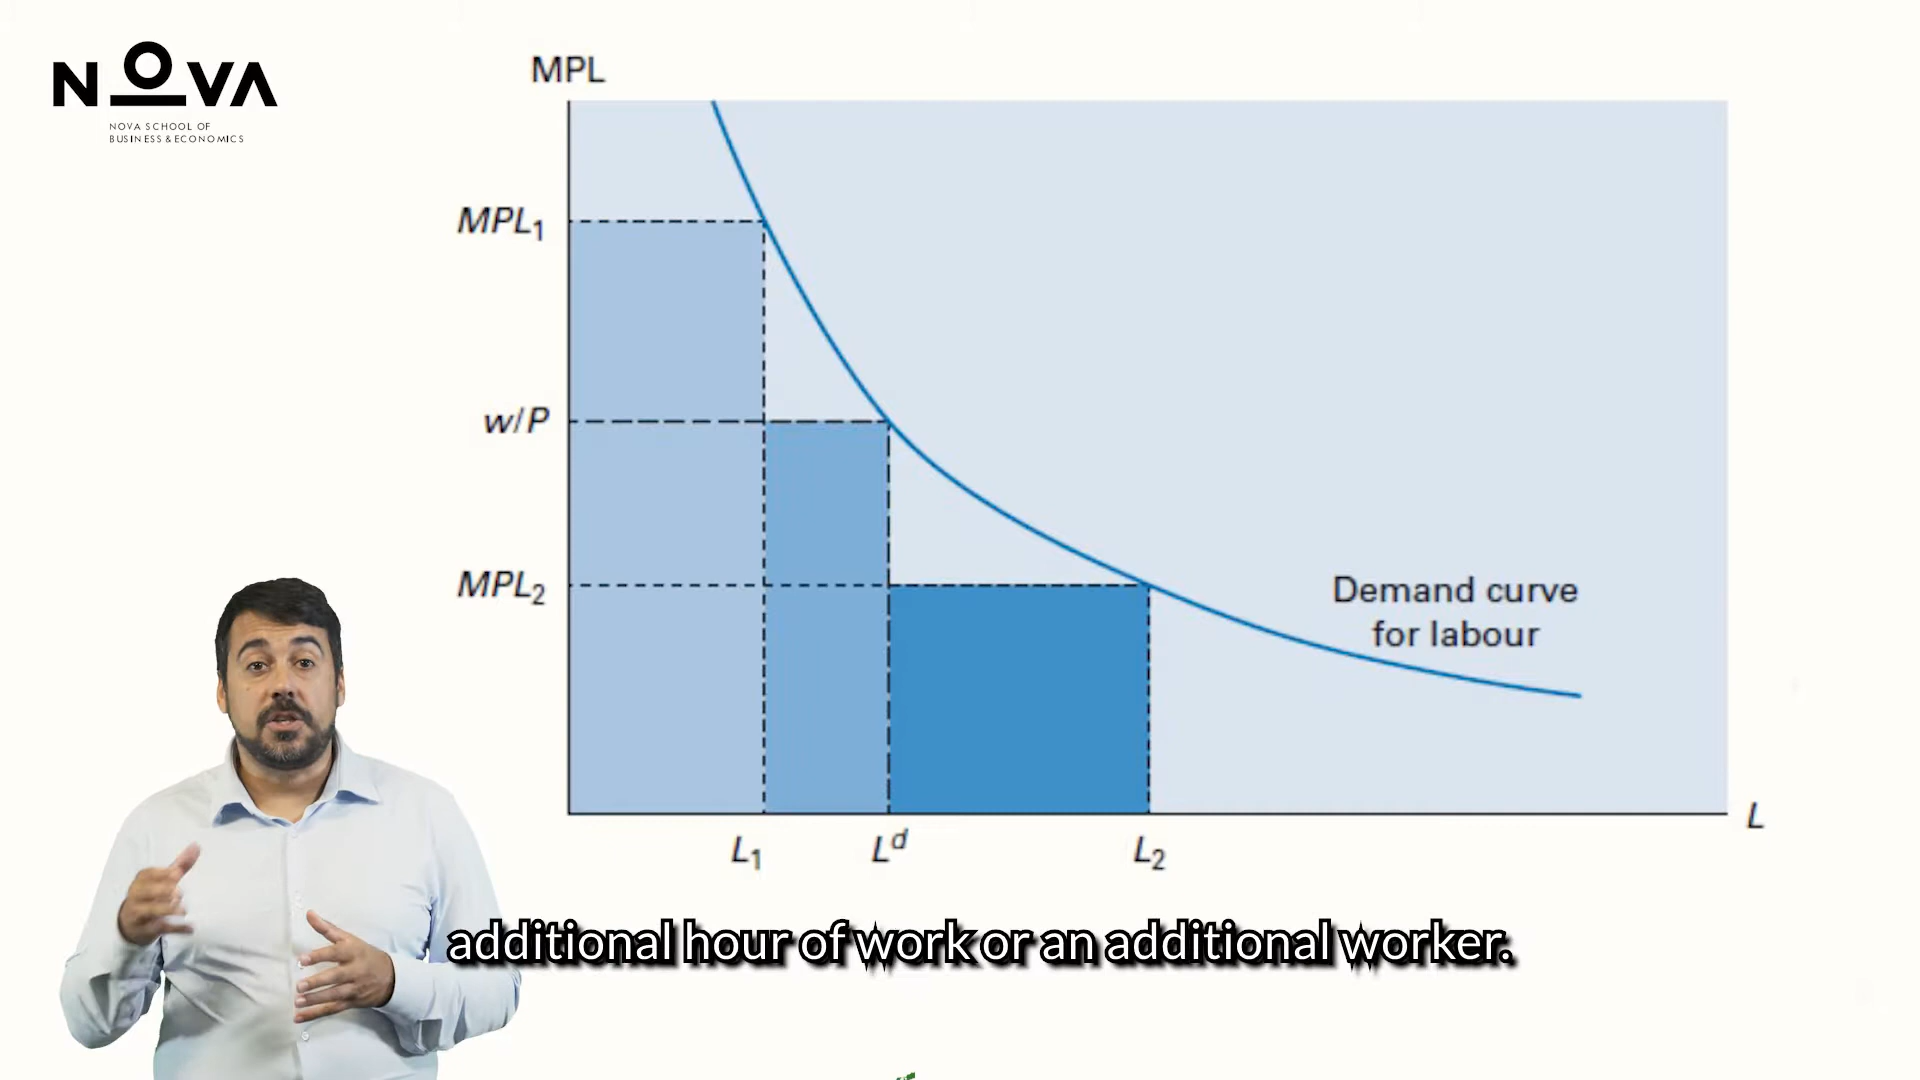 NOVA
NOVA SCHOOL OF
BUSINESS & ECONOMICS
MPL
MPL₁
w/P
MPL₂
Demand curve
for labour
L
L₁
Lᵈ
L₂
additional hour of work or an additional worker.